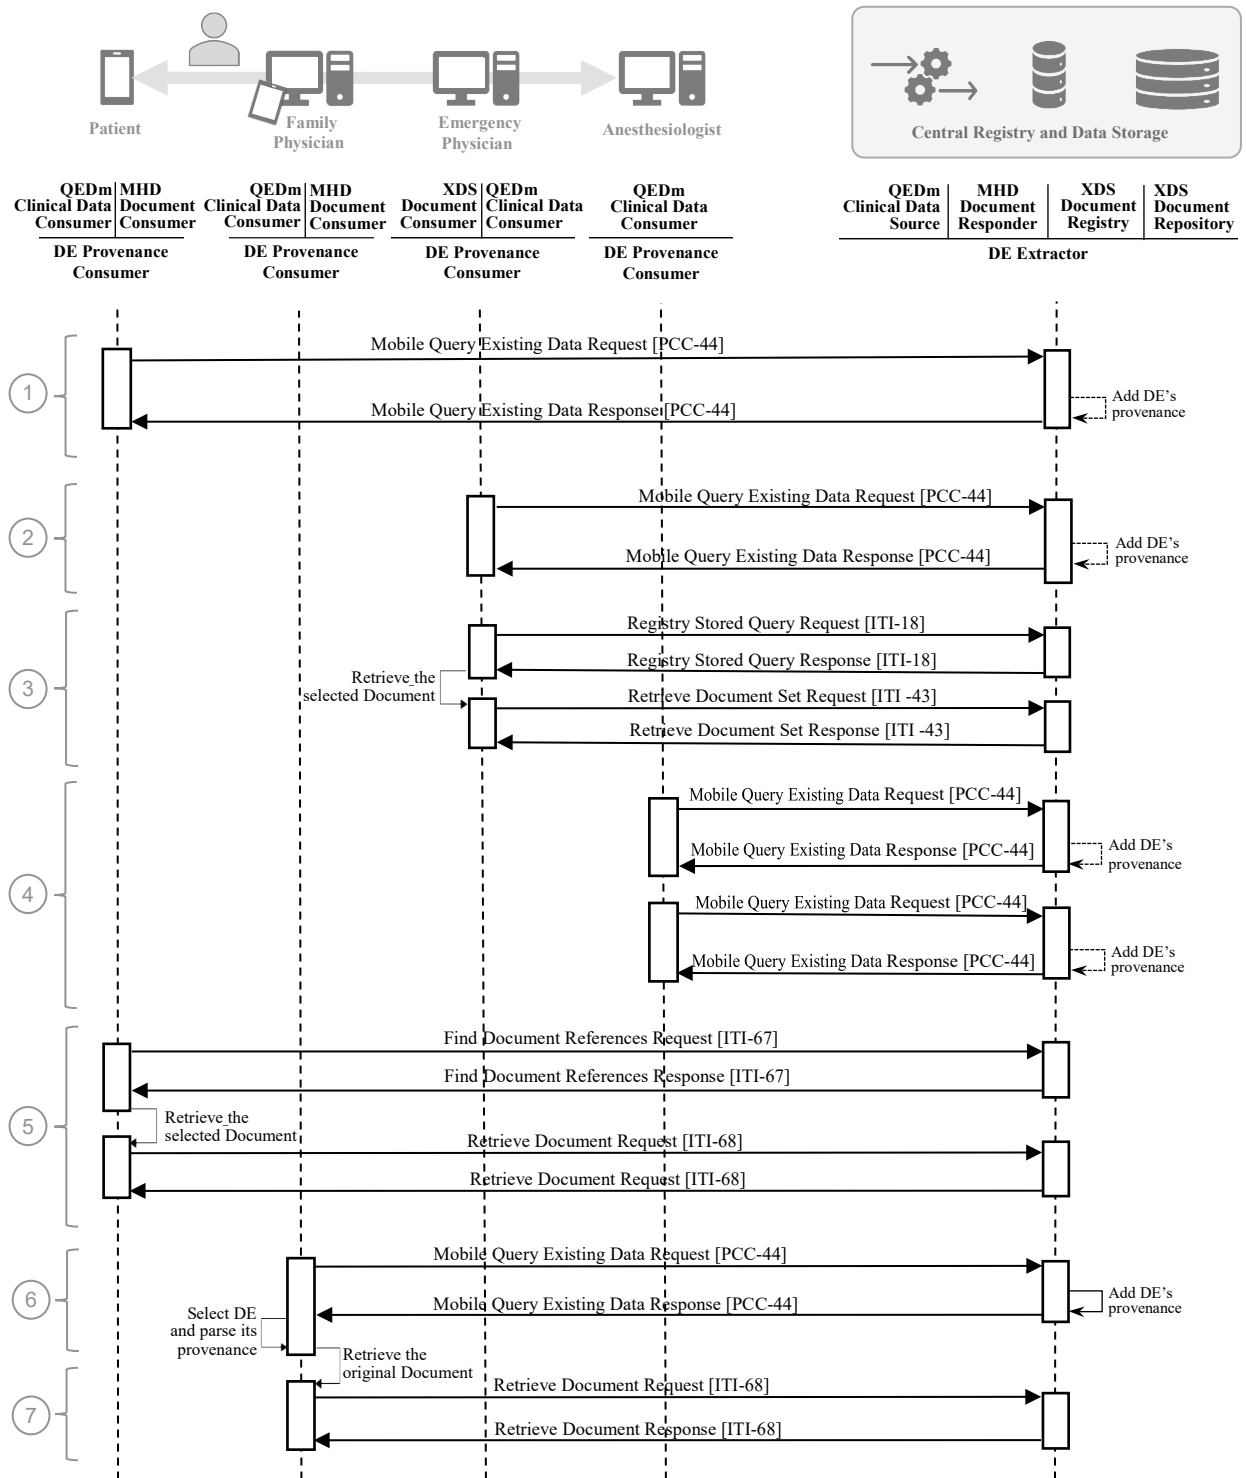 Patient
Family
Physician
Emergency
Physician
Anesthesiologist
Central Registry and Data Storage
QEDm
Clinical Data
Consumer
MHD
Document
Consumer
DE Provenance
Consumer
QEDm
Clinical Data
Consumer
MHD
Document
Consumer
DE Provenance
Consumer
XDS
Document
Consumer
QEDm
Clinical Data
Consumer
DE Provenance
Consumer
QEDm
Clinical Data
Consumer
DE Provenance
Consumer
QEDm
Clinical Data
Source
MHD
Document
Responder
XDS
Document
Registry
XDS
Document
Repository
DE Extractor
1
Mobile Query Existing Data Request [PCC-44]
Mobile Query Existing Data Response [PCC-44]
Add DE's
provenance
2
Mobile Query Existing Data Request [PCC-44]
Mobile Query Existing Data Response [PCC-44]
Add DE's
provenance
3
Registry Stored Query Request [ITI-18]
Registry Stored Query Response [ITI-18]
Retrieve the
selected Document
Retrieve Document Set Request [ITI -43]
Retrieve Document Set Response [ITI -43]
4
Mobile Query Existing Data Request [PCC-44]
Mobile Query Existing Data Response [PCC-44]
Add DE's
provenance
Mobile Query Existing Data Request [PCC-44]
Mobile Query Existing Data Response [PCC-44]
Add DE's
provenance
5
Find Document References Request [ITI-67]
Find Document References Response [ITI-67]
Retrieve the
selected Document
Retrieve Document Request [ITI-68]
Retrieve Document Request [ITI-68]
6
Mobile Query Existing Data Request [PCC-44]
Mobile Query Existing Data Response [PCC-44]
Add DE's
provenance
Select DE
and parse its
provenance
Retrieve the
original Document
7
Retrieve Document Request [ITI-68]
Retrieve Document Response [ITI-68]